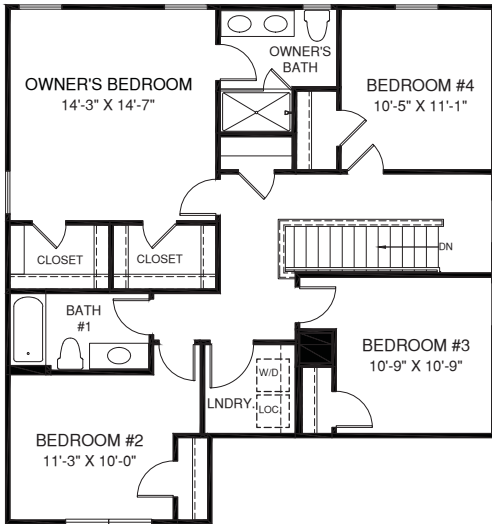 OWNER'S BEDROOM
14'-3" X 14'-7"
OWNER'S
BATH
BEDROOM #4
10'-5" X 11'-1"
DN
CLOSET
CLOSET
BATH
#1
BEDROOM #3
10'-9" X 10'-9"
W/D
LNDRY.
LOC.
BEDROOM #2
11'-3" X 10'-0"